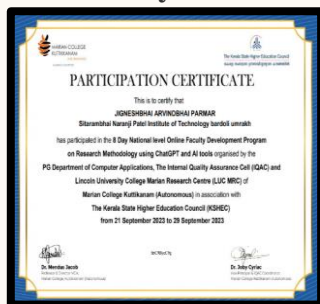 MARIAN COLLEGE
KUTTIKKANAM
The Kerala State Higher Education Council
PARTICIPATION CERTIFICATE
This is to certify that
JIGNESHBHAI ARVINDBHAI PARMAR
Sitarambhai Naranji Patel Institute of Technology bardoli umrakh
has participated in the 8 Day National level Online Faculty Development Program
on Research Methodology using ChatGPT and AI tools organised by the
PG Department of Computer Applications, The Internal Quality Assurance Cell (IQAC) and
Lincoln University College Marian Research Centre (LUC MRC) of
Marian College Kuttikanam (Autonomous) in association with
The Kerala State Higher Education Council (KSHEC)
from 21 September 2023 to 29 September 2023
Dr. Mendus Jacob
Dr. Joby Cyriac